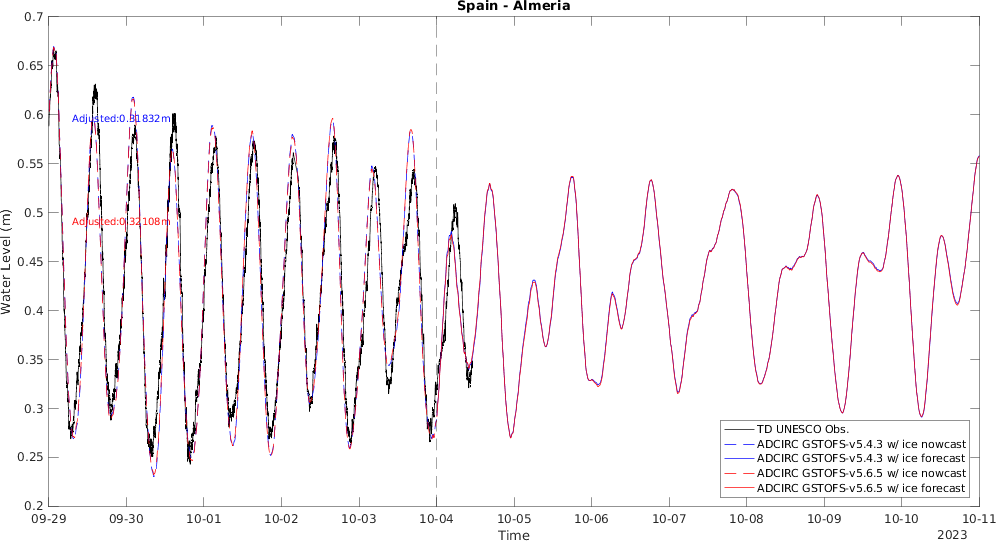 Spain - Almeria
0.7
0.65
0.6
0.55
0.5
0.45
0.4
0.35
0.3
0.25
0.2
Water Level (m)
Adjusted:0.31832m
Adjusted:0.32108m
TD UNESCO Obs.
ADCIRC GSTOFS-v5.4.3 w/ ice nowcast
ADCIRC GSTOFS-v5.4.3 w/ ice forecast
ADCIRC GSTOFS-v5.6.5 w/ ice nowcast
ADCIRC GSTOFS-v5.6.5 w/ ice forecast
09-29 09-30 10-01 10-02 10-03 10-04 10-05 10-06 10-07 10-08 10-09 10-10 10-11
Time
2023